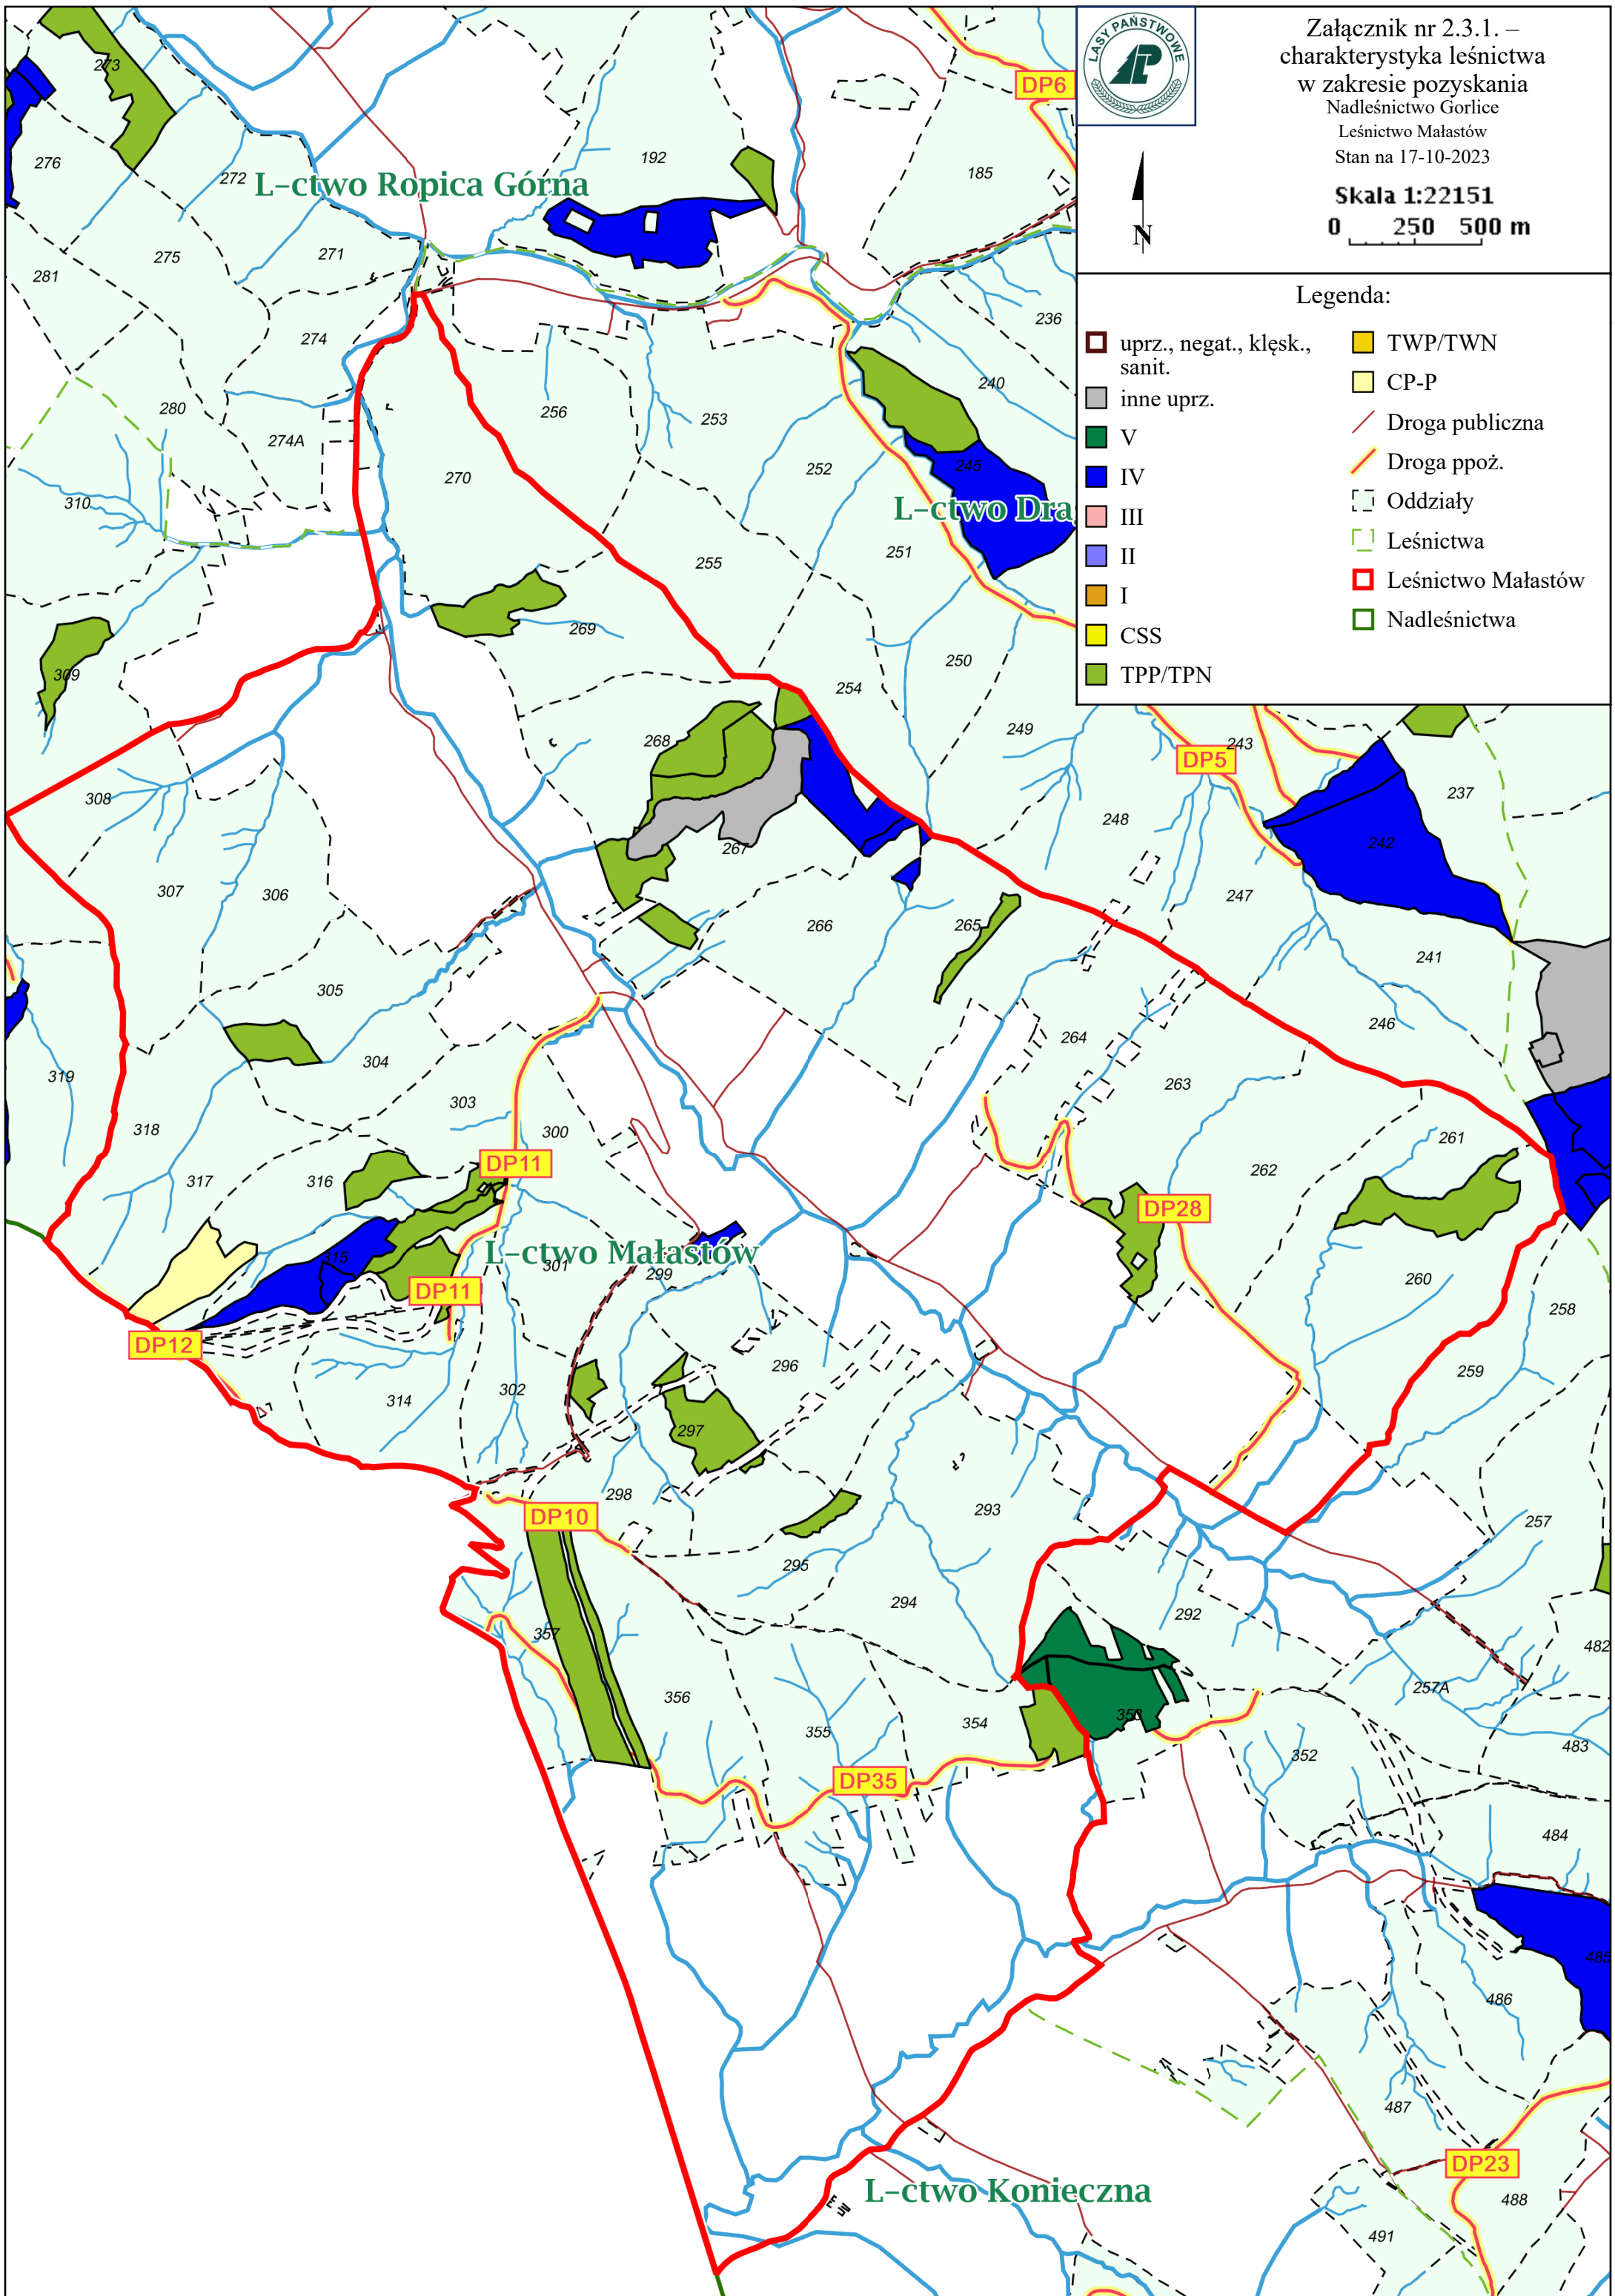 LASY PAŃSTWOWE
Załącznik nr 2.3.1. –
charakterystyka leśnictwa
w zakresie pozyskania
Nadleśnictwo Gorlice
Leśnictwo Małastów
Stan na 17-10-2023
Skala 1:22151
0 250 500 m
N
Legenda:
uprz., negat., klęsk.,
sanit.
inne uprz.
V
IV
III
II
I
CSS
TPP/TPN
TWP/TWN
CP-P
Droga publiczna
Droga ppoż.
Oddziały
Leśnictwa
Leśnictwo Małastów
Nadleśnictwa
273
DP6
276
192
185
272
L-ctwo Ropica Górna
275
271
281
236
274
240
280
256
253
274A
252
245
270
310
L-ctwo Dra
251
255
269
250
309
254
268
249
243
DP5
308
237
248
267
242
307
306
247
266
265
241
305
246
264
304
319
263
303
318
300
261
DP11
262
317
316
DP28
L-ctwo Małastów
315
301
299
260
DP11
258
DP12
296
259
302
314
297
298
293
DP10
257
295
294
292
357
482
356
257A
353
354
355
483
352
DP35
484
485
486
487
DP23
L-ctwo Konieczna
488
491